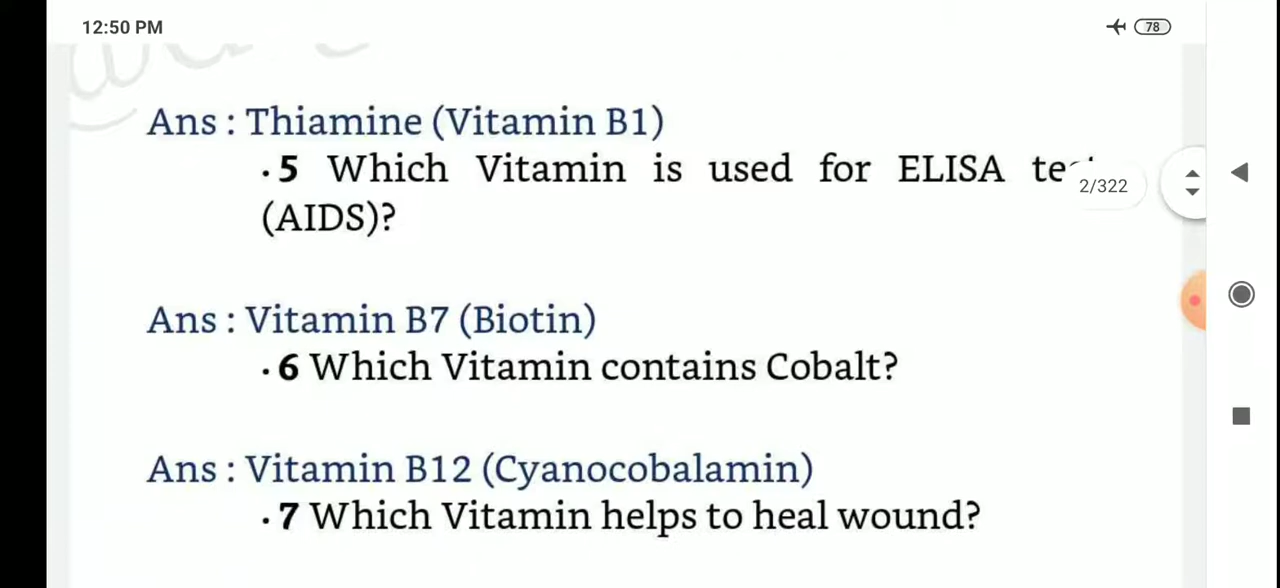 12:50 PM
78
Ans : Thiamine (Vitamin B1)
· 5 Which Vitamin is used for ELISA
2/322
(AIDS)?
Ans : Vitamin B7 (Biotin)
· 6 Which Vitamin contains Cobalt?
Ans : Vitamin B12 (Cyanocobalamin)
· 7 Which Vitamin helps to heal wound?